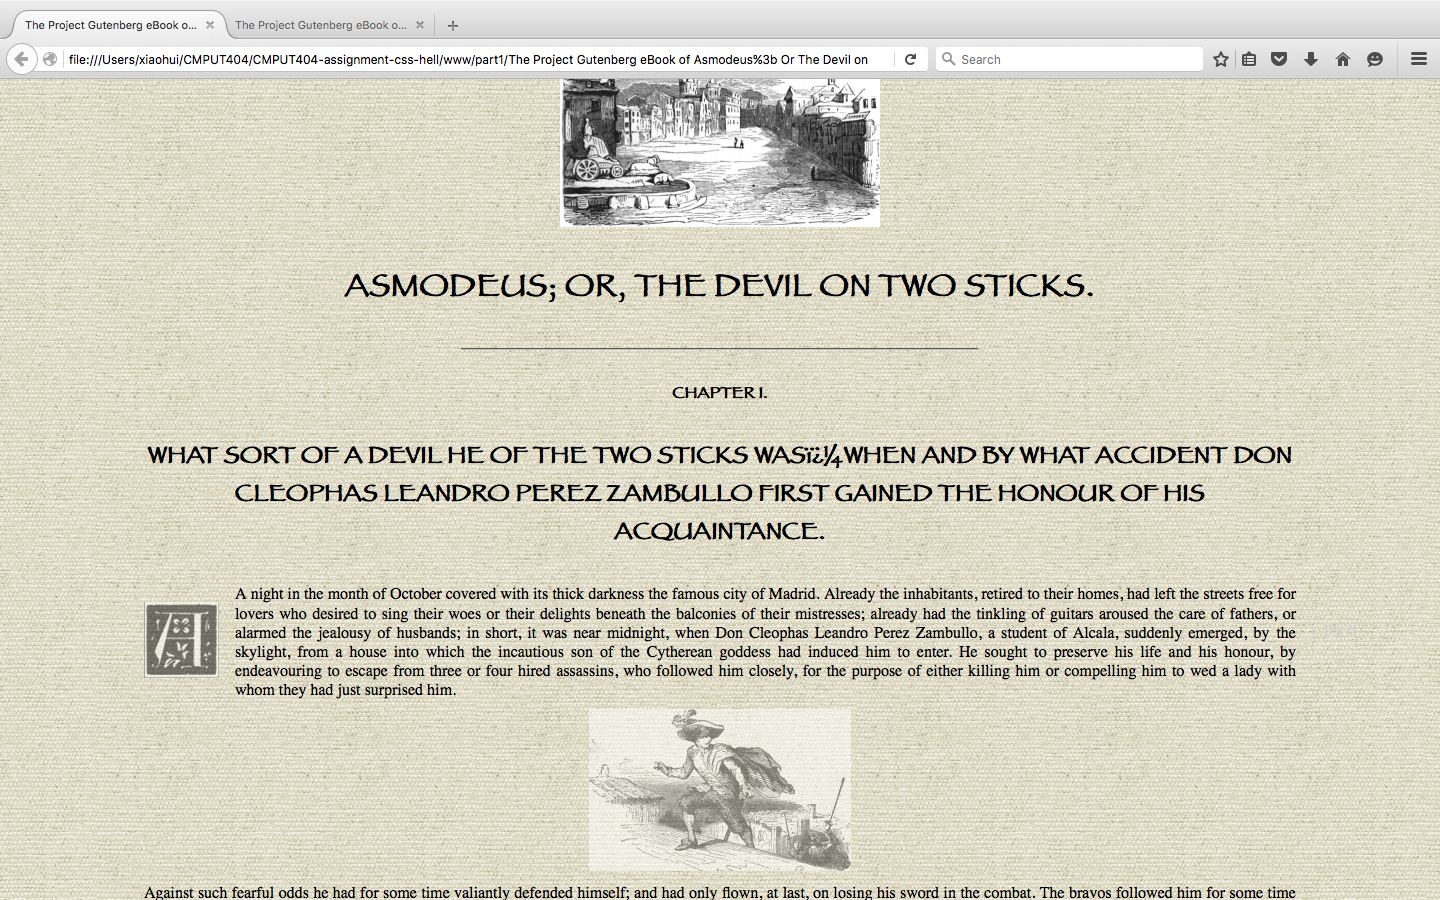 The Project Gutenberg eBook o...
The Project Gutenberg eBook o...
file:///Users/xiaohui/CMPUT404/CMPUT404-assignment-css-hell/www/part1/The Project Gutenberg eBook of Asmodeus%3b Or The Devil on
Search
ASMODEUS; OR, THE DEVIL ON TWO STICKS.
CHAPTER I.
WHAT SORT OF A DEVIL HE OF THE TWO STICKS WASï¿¼WHEN AND BY WHAT ACCIDENT DON
CLEOPHAS LEANDRO PEREZ ZAMBULLO FIRST GAINED THE HONOUR OF HIS
ACQUAINTANCE.
A
A night in the month of October covered with its thick darkness the famous city of Madrid. Already the inhabitants, retired to their homes, had left the streets free for
lovers who desired to sing their woes or their delights beneath the balconies of their mistresses; already had the tinkling of guitars aroused the care of fathers, or
alarmed the jealousy of husbands; in short, it was near midnight, when Don Cleophas Leandro Perez Zambullo, a student of Alcala, suddenly emerged, by the
skylight, from a house into which the incautious son of the Cytherean goddess had induced him to enter. He sought to preserve his life and his honour, by
endeavouring to escape from three or four hired assassins, who followed him closely, for the purpose of either killing him or compelling him to wed a lady with
whom they had just surprised him.
Against such fearful odds he had for some time valiantly defended himself; and had only flown, at last, on losing his sword in the combat. The bravos followed him for some time